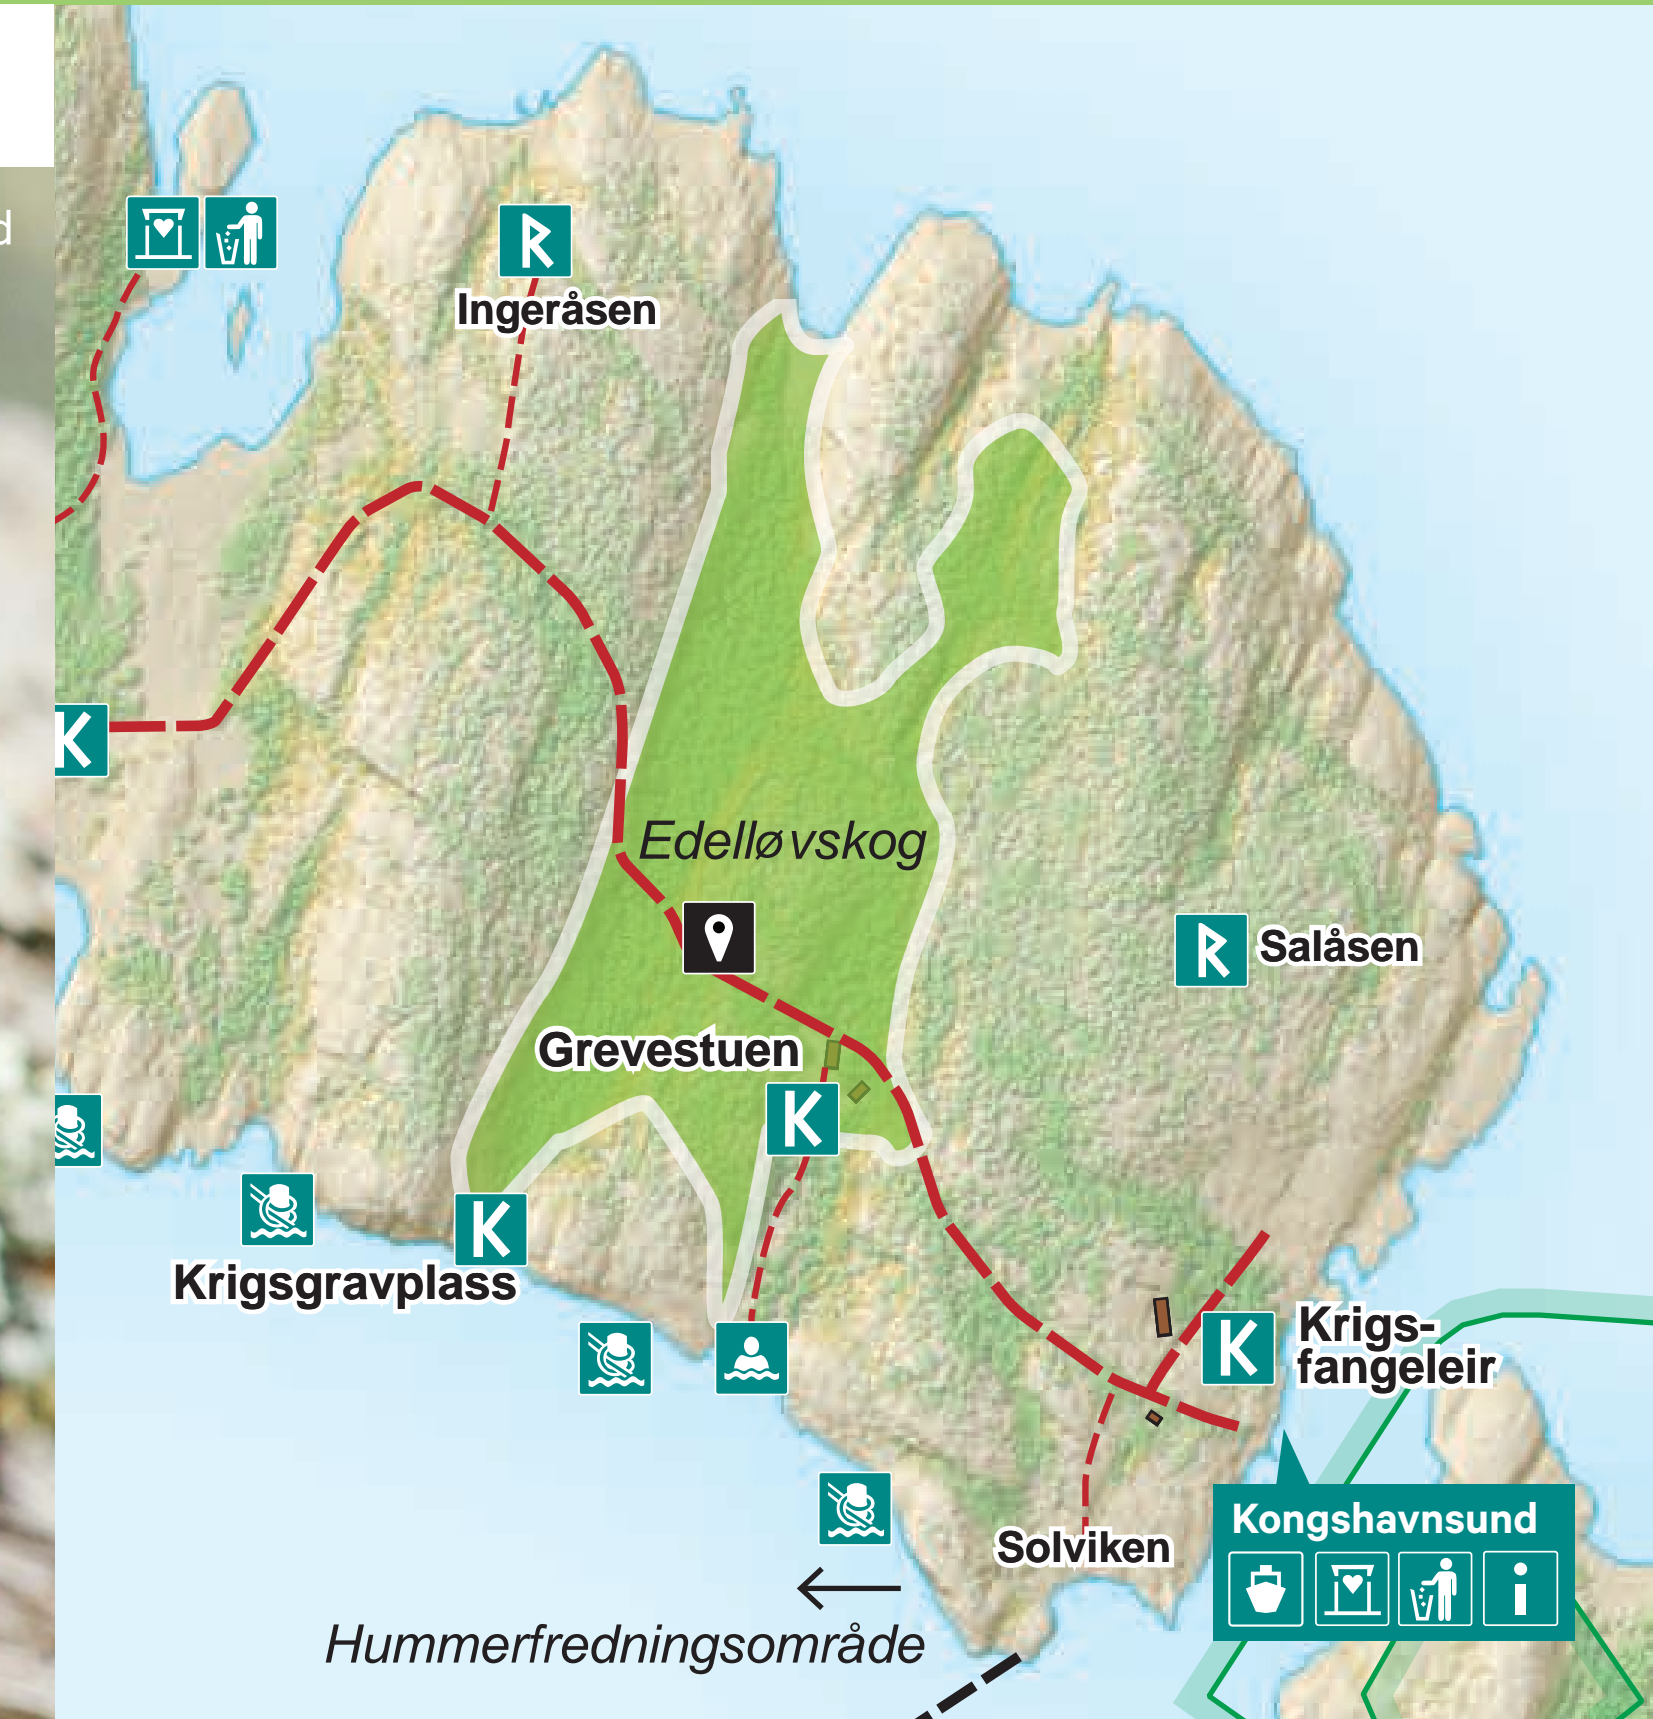 d
R
Ingeråsen
K
Edelløvskog
R Salåsen
Grevestuen
K
K
Krigsgravplass
K
Krigs-
fangeleir
Kongshavnsund
i
Solviken
Hummerfredningsområde